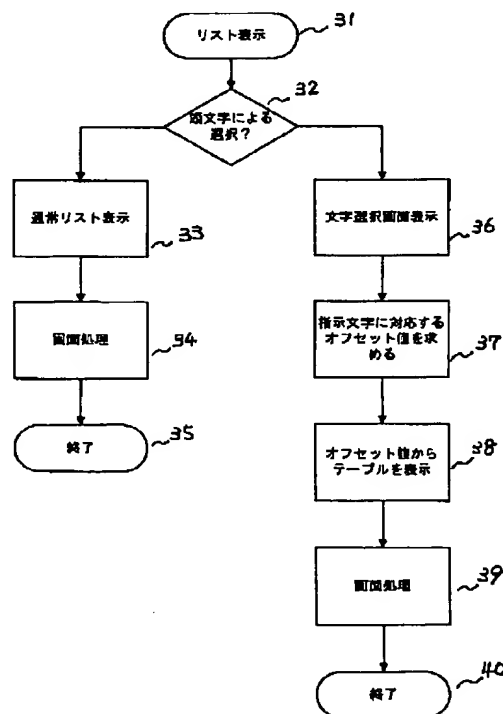 リスト表示
31
頭文字による
選択?
32
通常リスト表示
33
画面処理
34
終了
35
文字選択画面表示
36
指示文字に対応する
オフセット値を求
める
37
オフセット値から
テーブルを表示
38
画面処理
39
終了
40